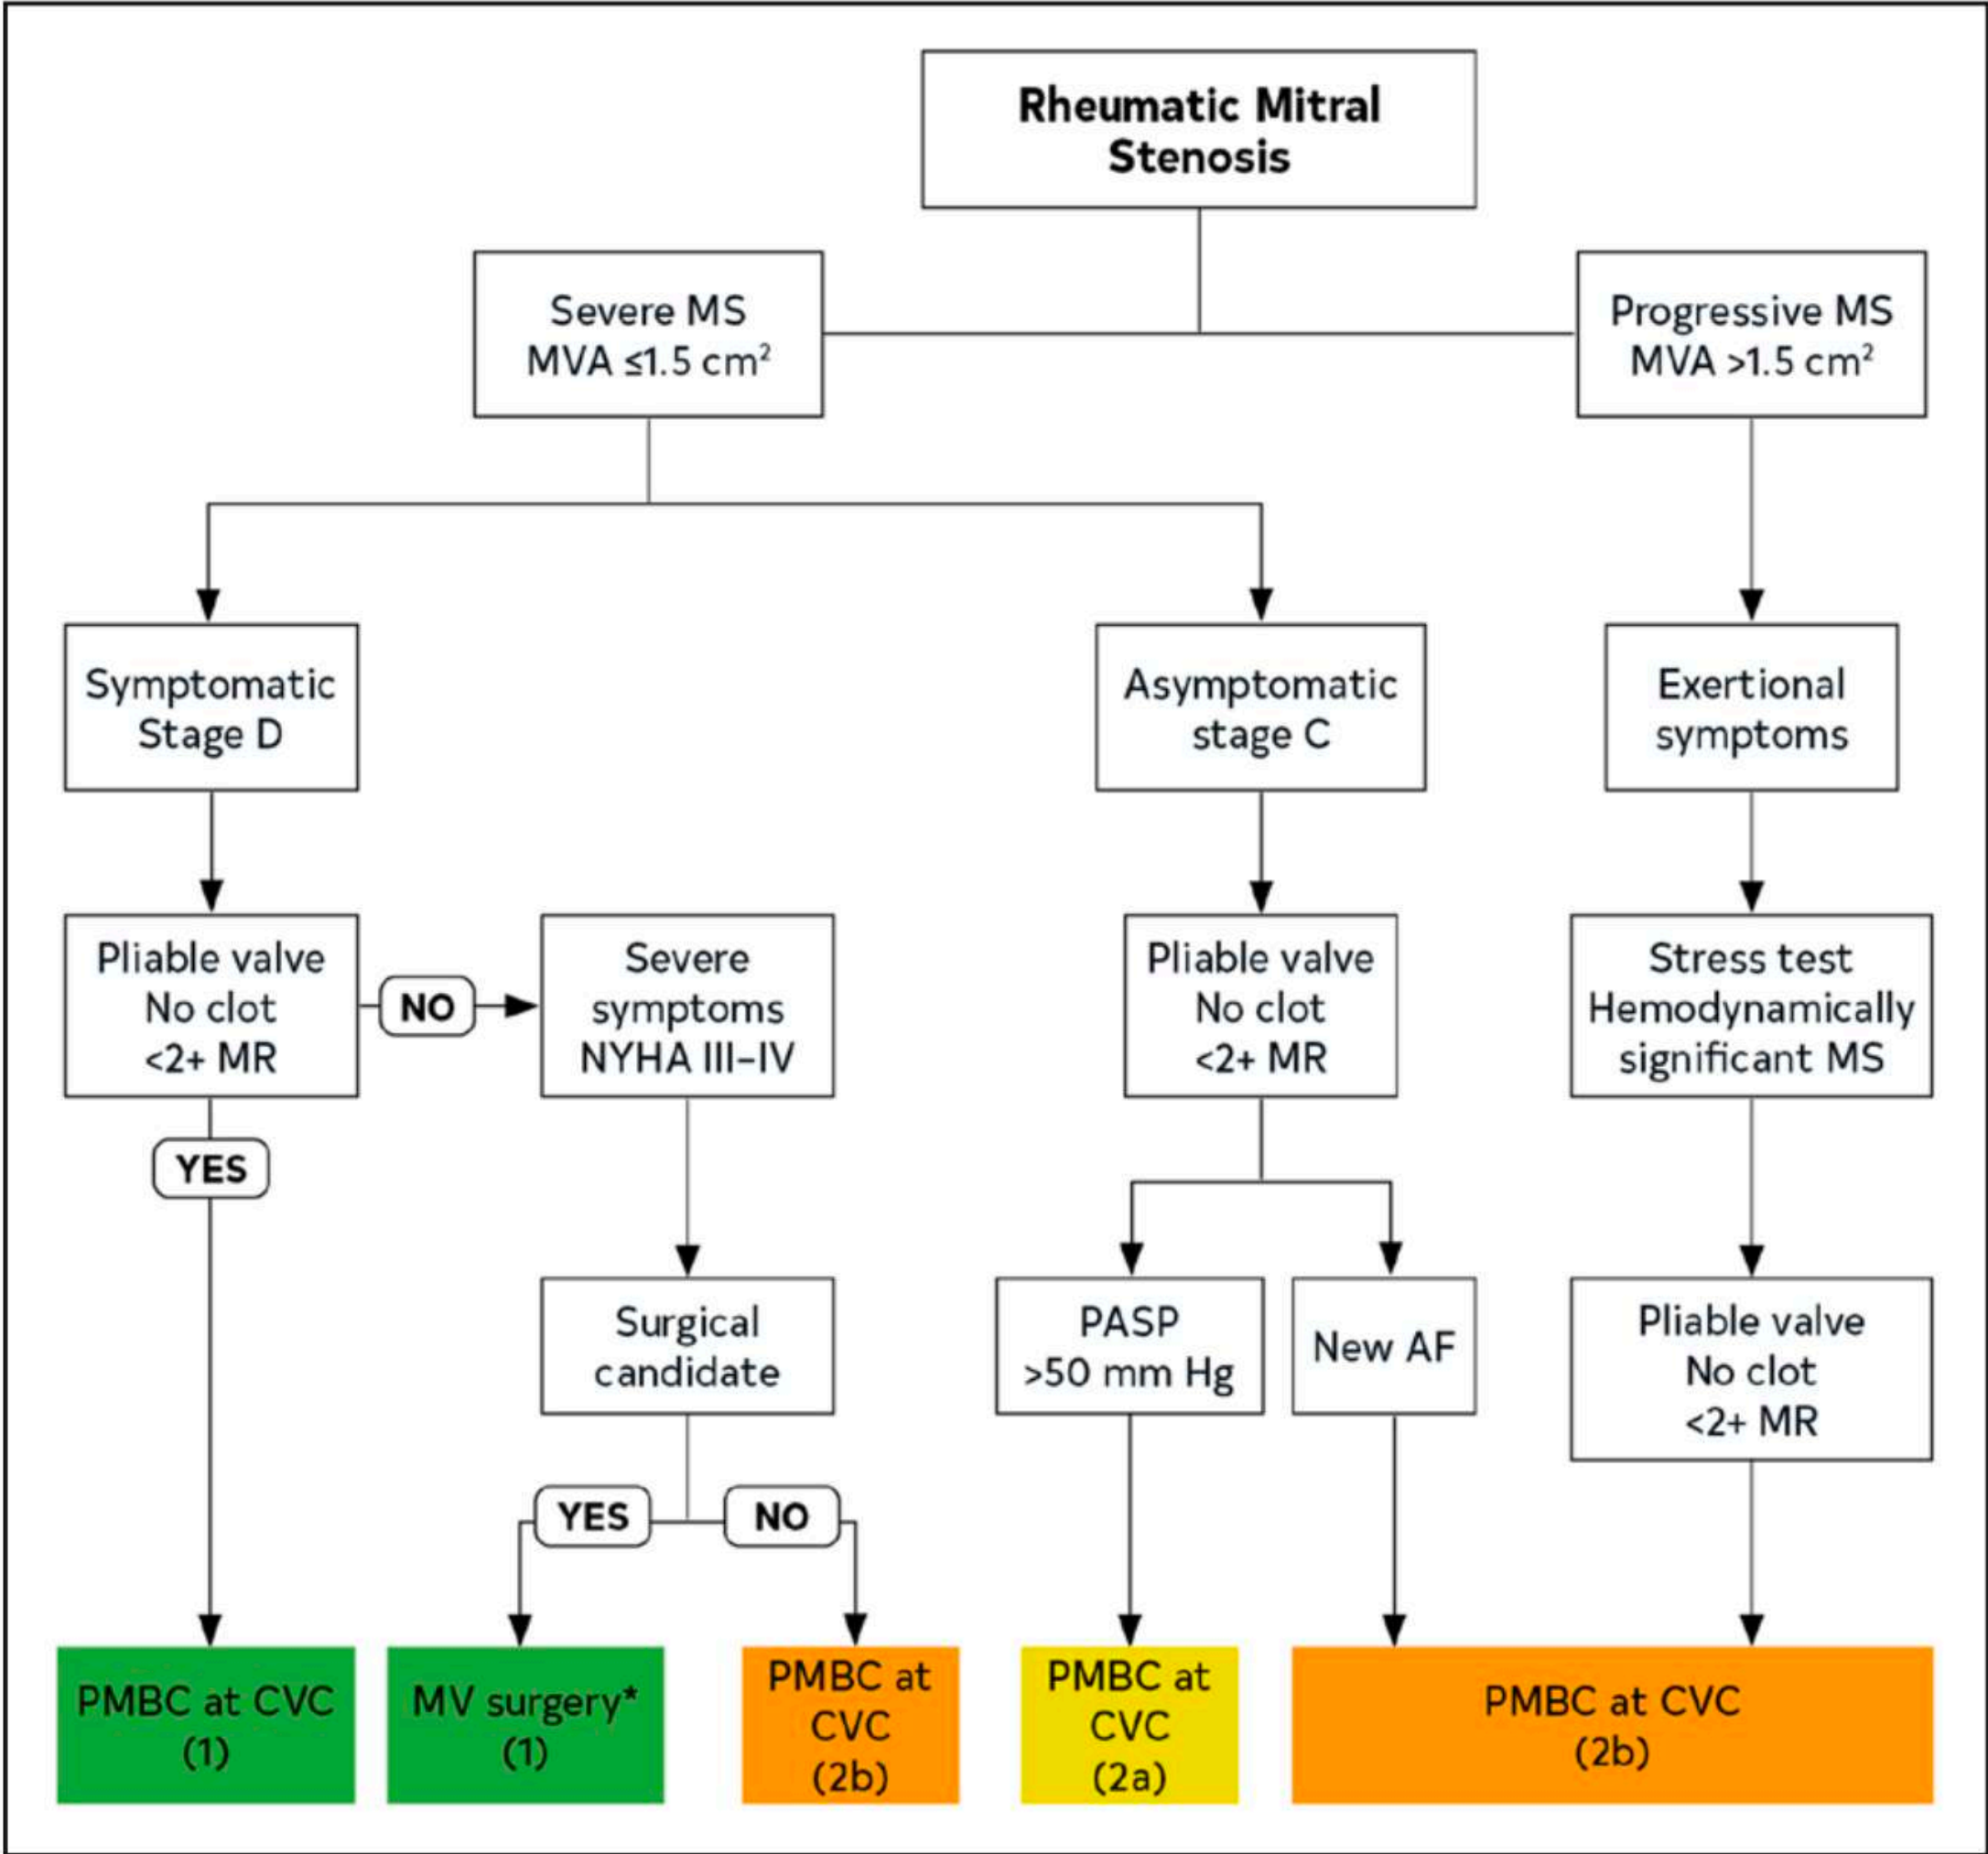 Rheumatic Mitral
Stenosis
Severe MS
MVA ≤1.5 cm²
Progressive MS
MVA >1.5 cm²
Symptomatic
Stage D
Asymptomatic
stage C
Exertional
symptoms
Pliable valve
No clot
<2+ MR
NO
Severe
symptoms
NYHA III–IV
Pliable valve
No clot
<2+ MR
Stress test
Hemodynamically
significant MS
YES
Surgical
candidate
PASP
>50 mm Hg
New AF
Pliable valve
No clot
<2+ MR
YES
NO
PMBC at CVC
(1)
MV surgery*
(1)
PMBC at
CVC
(2b)
PMBC at
CVC
(2a)
PMBC at CVC
(2b)